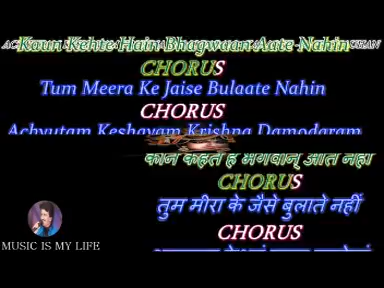 Kaun Kehte Hain Bhagwaan Aate Nahin
CHORUS
Tum Meera Ke Jaise Bulaate Nahin
CHORUS
Achyutam Keshavam Krishna Damodaram
कौन कहते है भगवान् आते नहीं
CHORUS
तुम मीरा के जैसे बुलाते नहीं
CHORUS
MUSIC IS MY LIFE